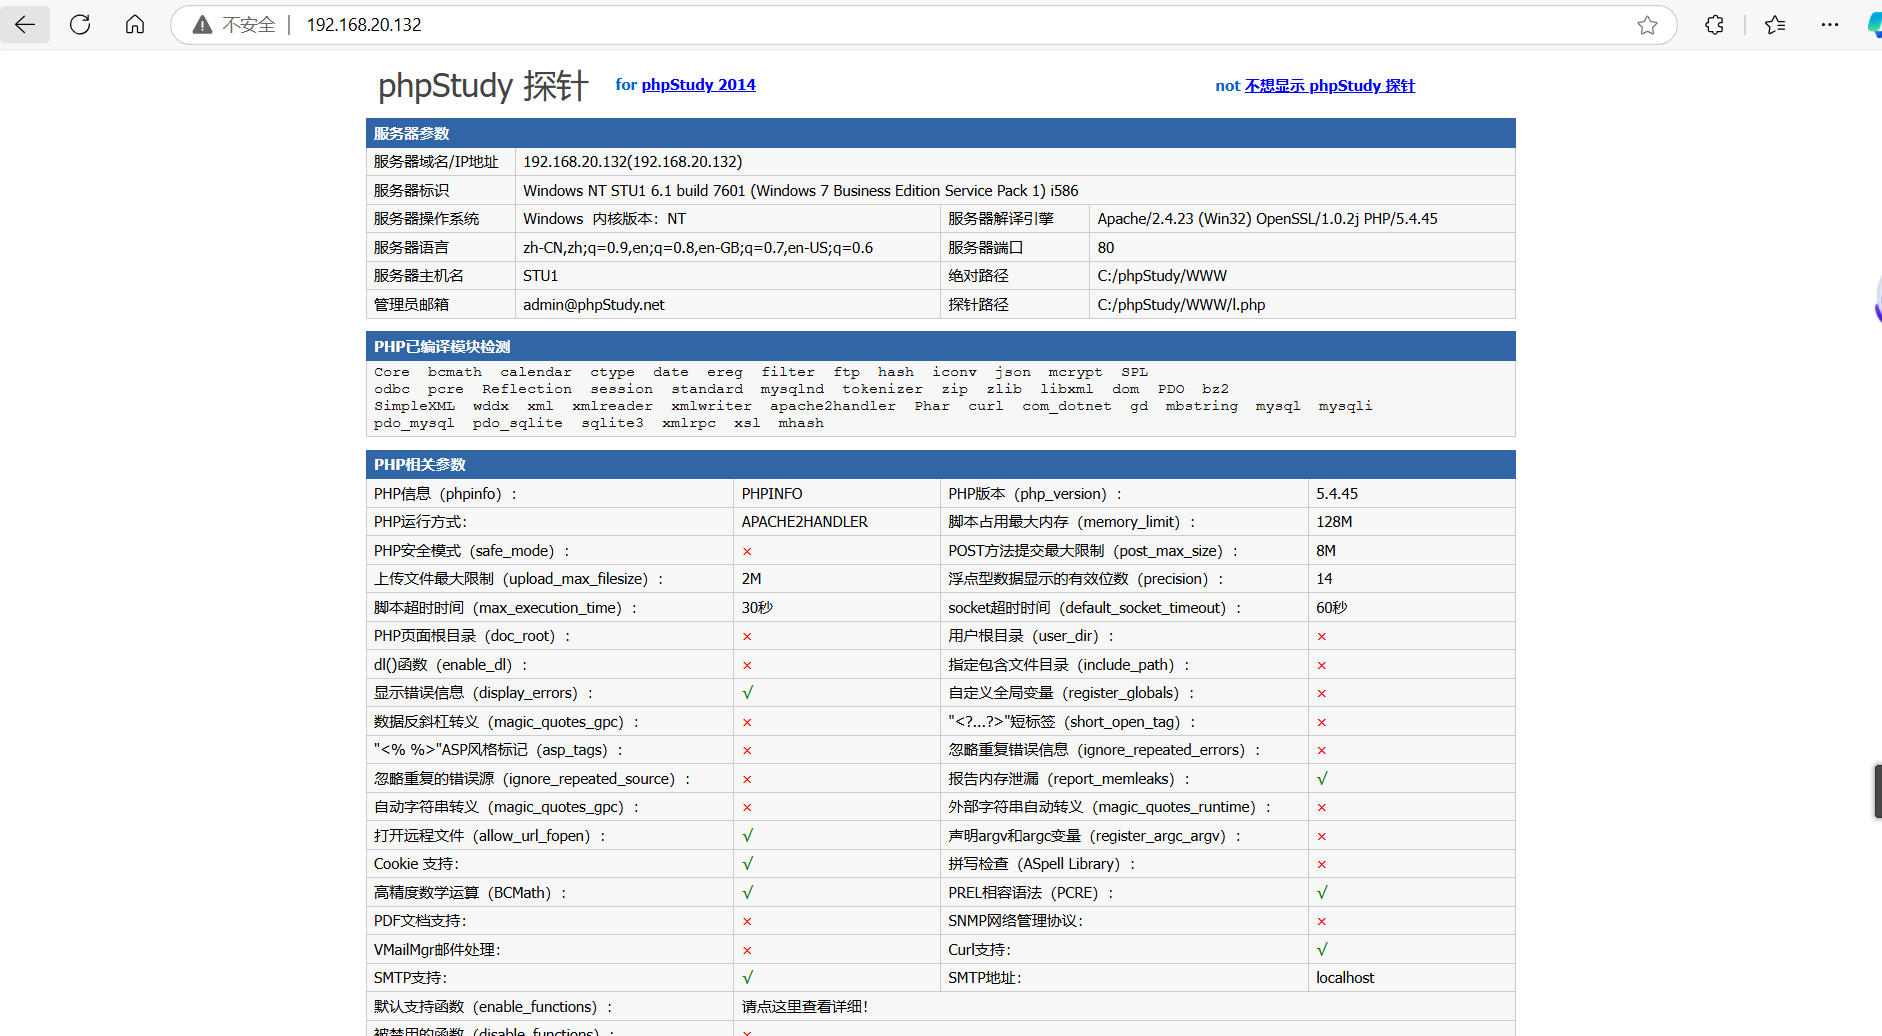 不安全 192.168.20.132
phpStudy 探针 for phpStudy 2014 not 不想显示 phpStudy 探针
服务器参数
服务器域名/IP地址 192.168.20.132(192.168.20.132)
服务器标识 Windows NT STU1 6.1 build 7601 (Windows 7 Business Edition Service Pack 1) i586
服务器操作系统 Windows 内核版本：NT 服务器解译引擎 Apache/2.4.23 (Win32) OpenSSL/1.0.2j PHP/5.4.45
服务器语言 zh-CN,zh;q=0.9,en;q=0.8,en-GB;q=0.7,en-US;q=0.6 服务器端口 80
服务器主机名 STU1 绝对路径 C:/phpStudy/WWW
管理员邮箱 admin@phpStudy.net 探针路径 C:/phpStudy/WWW/l.php
PHP已编译模块检测
Core bcmath calendar ctype date ereg filter ftp hash iconv json mcrypt SPL
odbc pcre Reflection session standard mysqlnd tokenizer zip zlib libxml dom PDO bz2
SimpleXML wddx xml xmlreader xmlwriter apache2handler Phar curl com_dotnet gd mbstring mysql mysqli
pdo_mysql pdo_sqlite sqlite3 xmlrpc xsl mhash
PHP相关参数
PHP信息（phpinfo）： PHPINFO PHP版本（php_version）： 5.4.45
PHP运行方式： APACHE2HANDLER 脚本占用最大内存（memory_limit）： 128M
PHP安全模式（safe_mode）： × POST方法提交最大限制（post_max_size）： 8M
上传文件最大限制（upload_max_filesize）： 2M 浮点型数据显示的有效位数（precision）： 14
脚本超时时间（max_execution_time）： 30秒 socket超时时间（default_socket_timeout）： 60秒
PHP页面根目录（doc_root）： × 用户根目录（user_dir）： ×
dl()函数（enable_dl）： × 指定包含文件目录（include_path）： ×
显示错误信息（display_errors）： √ 自定义全局变量（register_globals）： ×
数据反斜杠转义（magic_quotes_gpc）： × "<?...?>"短标签（short_open_tag）： ×
"<% %>"ASP风格标记（asp_tags）： × 忽略重复错误信息（ignore_repeated_errors）： ×
忽略重复的错误源（ignore_repeated_source）： × 报告内存泄漏（report_memleaks）： √
自动字符串转义（magic_quotes_gpc）： × 外部字符串自动转义（magic_quotes_runtime）： ×
打开远程文件（allow_url_fopen）： √ 声明argv和argc变量（register_argc_argv）： ×
Cookie 支持： √ 拼写检查（ASpell Library）： ×
高精度数学运算（BCMath）： √ PREL相容语法（PCRE）： √
PDF文档支持： × SNMP网络管理协议： ×
VMailMgr邮件处理： × Curl支持： √
SMTP支持： √ SMTP地址： localhost
默认支持函数（enable_functions）： 请点这里查看详细！
被禁用的函数（disable_functions）： ×